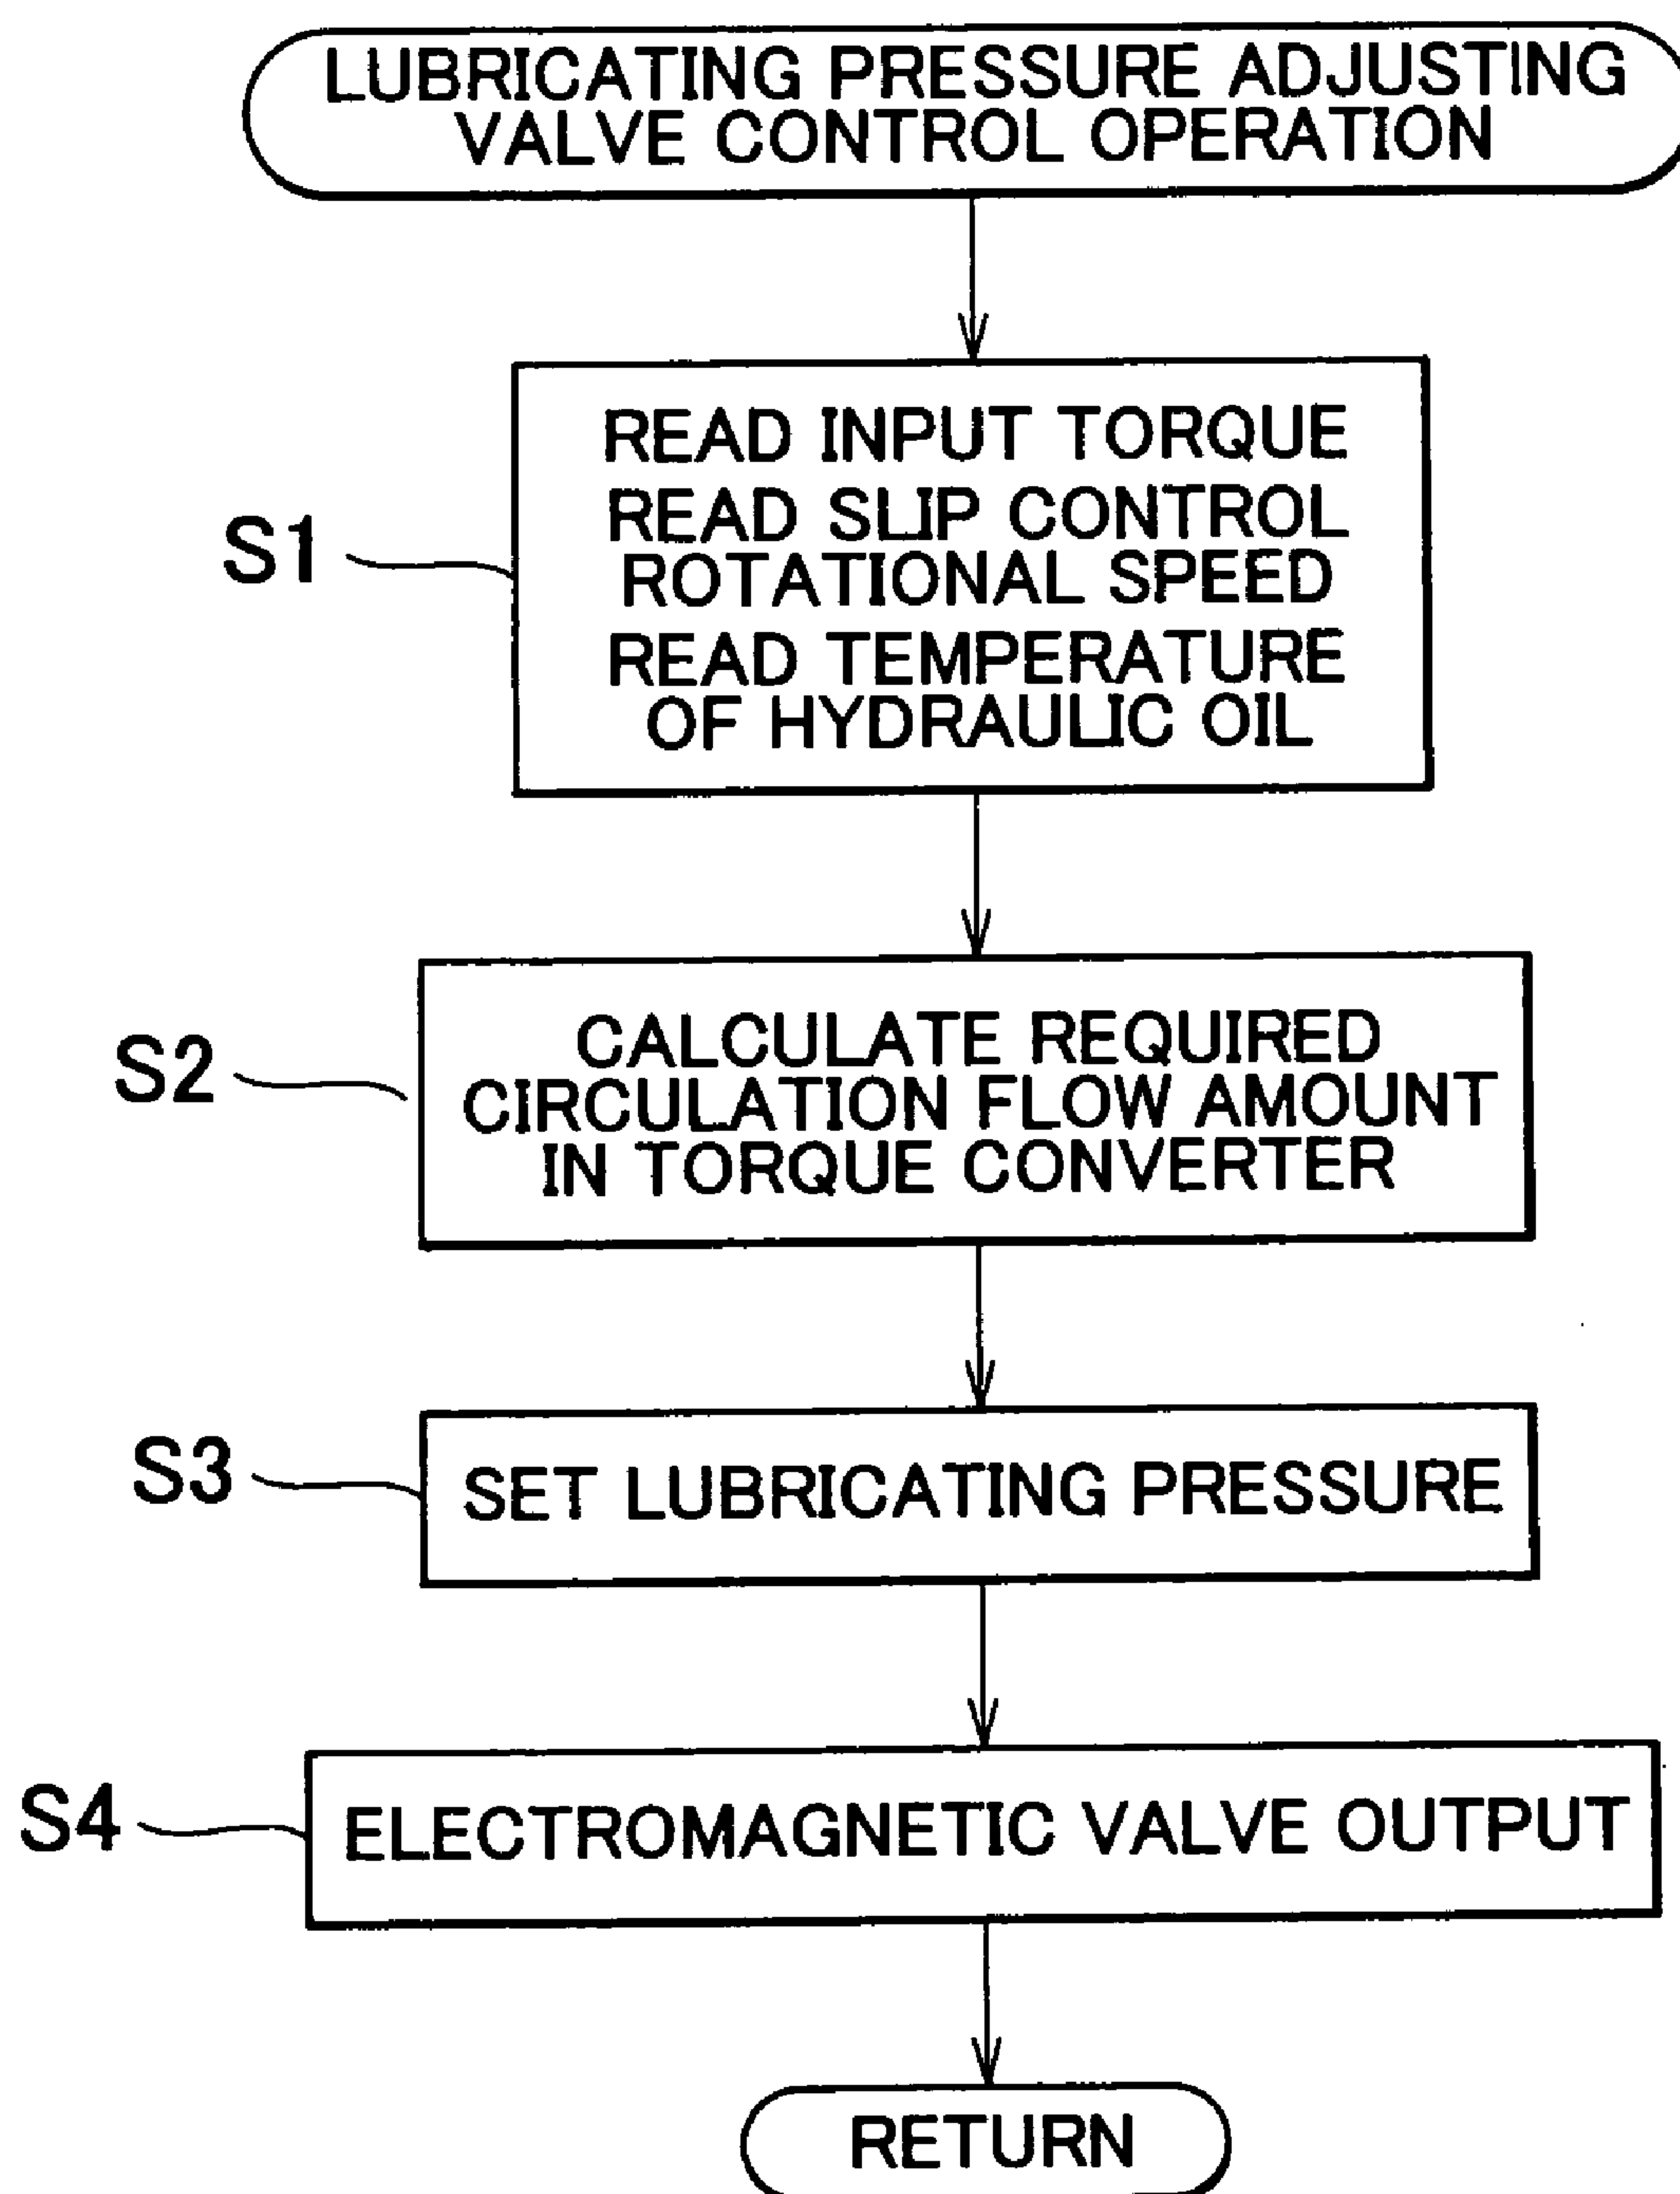 LUBRICATING PRESSURE ADJUSTING
VALVE CONTROL OPERATION
S1
READ INPUT TORQUE
READ SLIP CONTROL
ROTATIONAL SPEED
READ TEMPERATURE
OF HYDRAULIC OIL
S2
CALCULATE REQUIRED
CIRCULATION FLOW AMOUNT
IN TORQUE CONVERTER
S3
SET LUBRICATING PRESSURE
S4
ELECTROMAGNETIC VALVE OUTPUT
RETURN